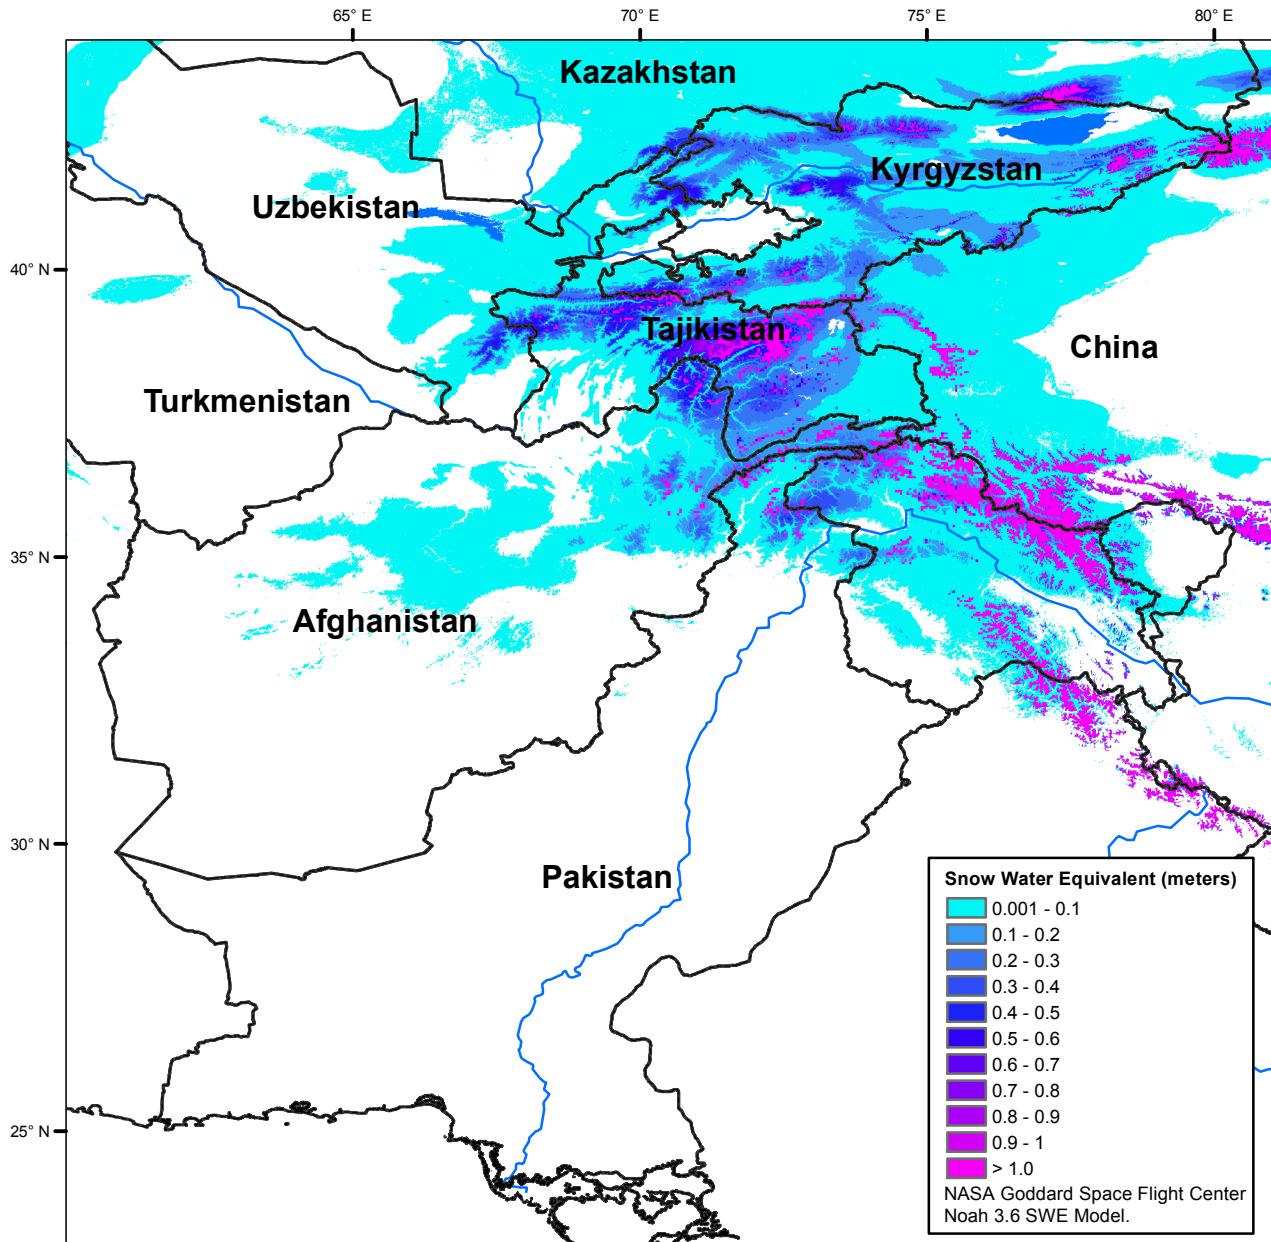 65° E
70° E
75° E
80° E
Kazakhstan
Kyrgyzstan
Uzbekistan
40° N
Tajikistan
China
Turkmenistan
35° N
Afghanistan
30° N
Pakistan
25° N
Snow Water Equivalent (meters)
0.001 - 0.1
0.1 - 0.2
0.2 - 0.3
0.3 - 0.4
0.4 - 0.5
0.5 - 0.6
0.6 - 0.7
0.7 - 0.8
0.8 - 0.9
0.9 - 1
> 1.0
NASA Goddard Space Flight Center
Noah 3.6 SWE Model.